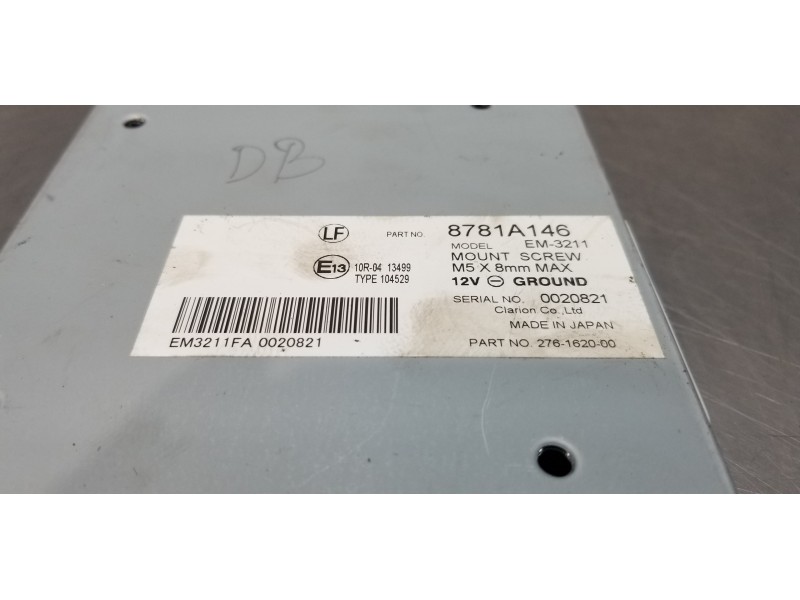 DB
LF PART NO. 8781A146
MODEL EM-3211
MOUNT SCREW
M5 X 8mm MAX
E13 10R-04 13499
TYPE 104529
12V ⊖ GROUND
SERIAL NO. 0020821
Clarion Co.,Ltd
MADE IN JAPAN
EM3211FA 0020821
PART NO. 276-1620-00